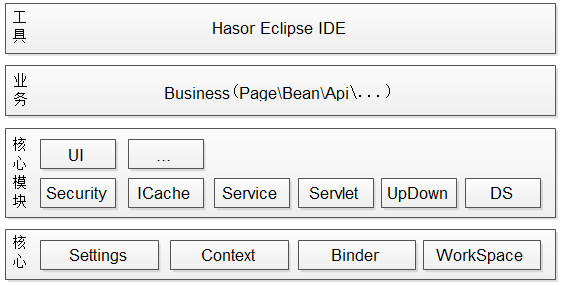 工具
Hasor Eclipse IDE
业务
Business(Page\Bean\Api\...)
核心模块
UI
...
Security
ICache
Service
Servlet
UpDown
DS
核心
Settings
Context
Binder
WorkSpace